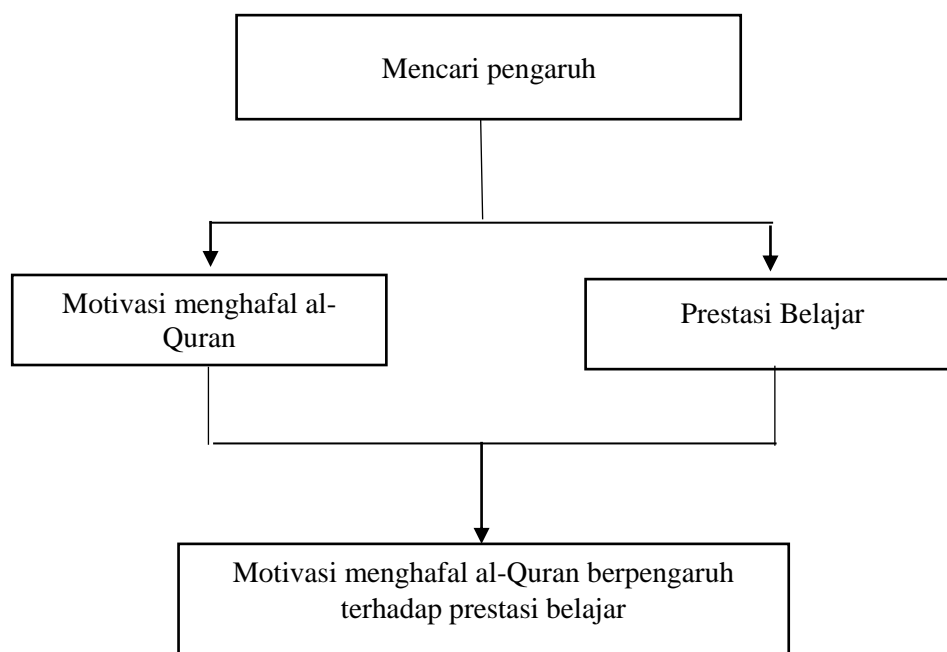 Mencari pengaruh
Motivasi menghafal al-
Quran
Prestasi Belajar
Motivasi menghafal al-Quran berpengaruh
terhadap prestasi belajar